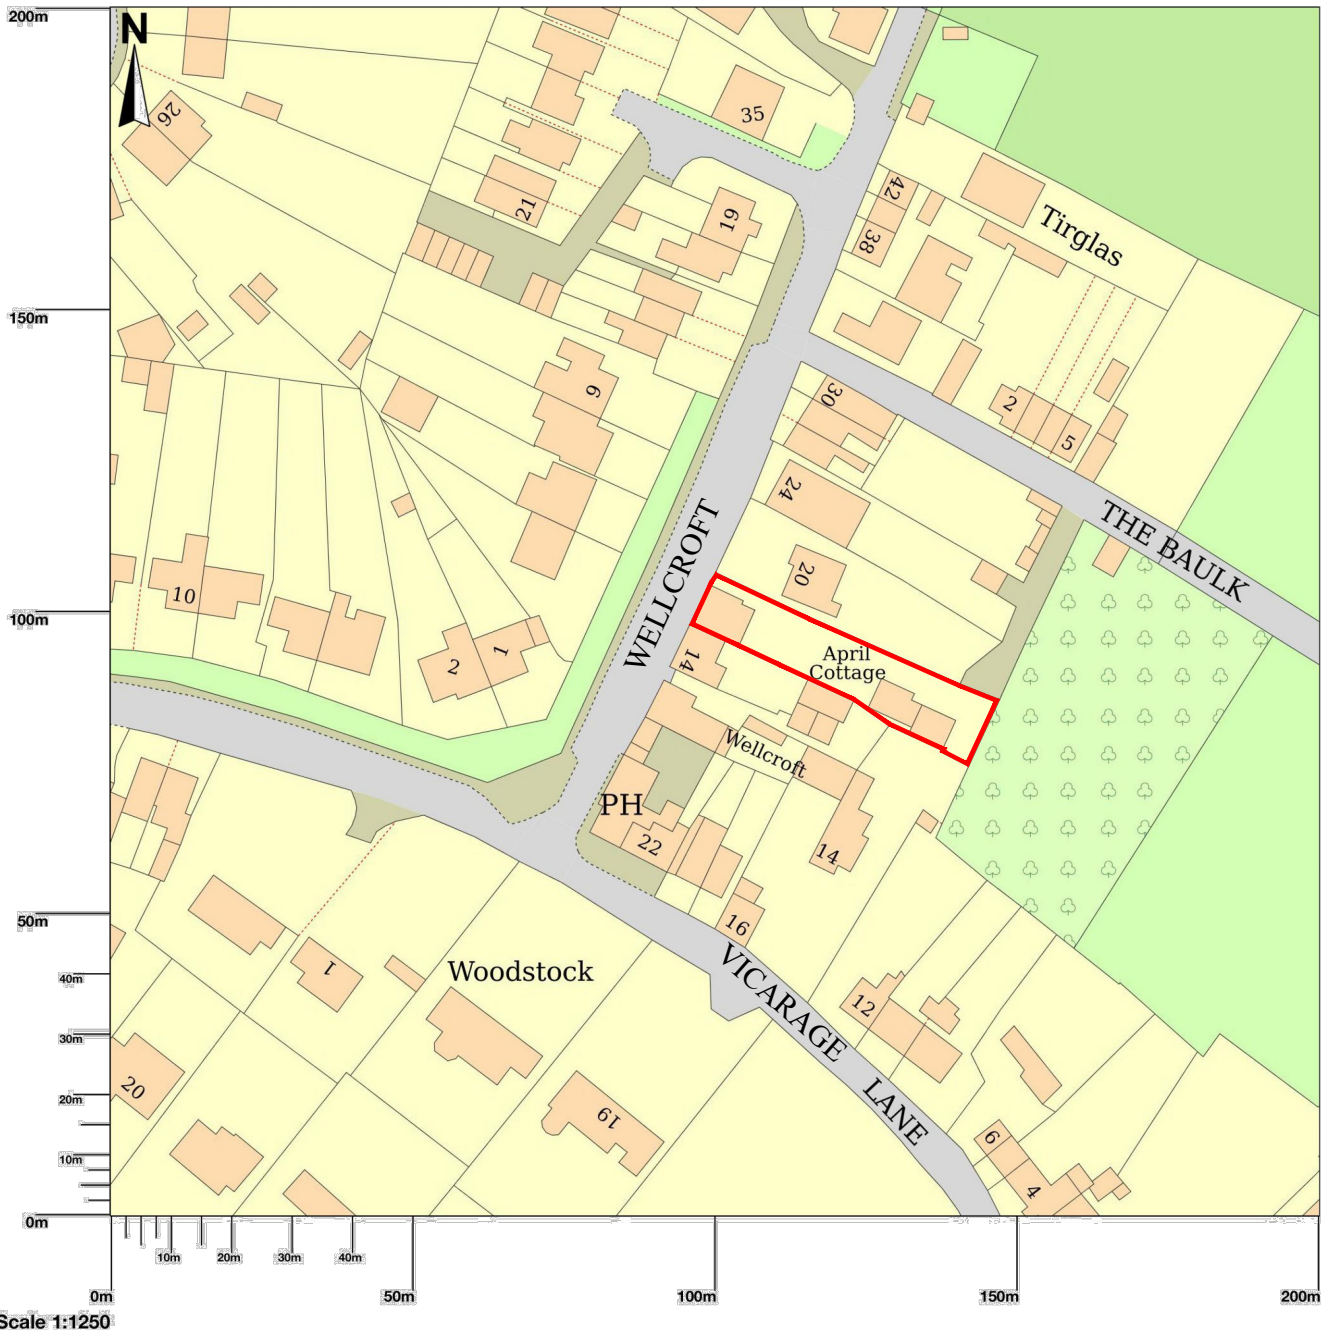 200m
N
26
35
42
Tirglas
21
19
38
150m
9
30
2
5
24
THE BAULK
WELLCROFT
20
10
100m
April
Cottage
1
2
14
Wellcroft
PH
22
14
50m
16
Woodstock
1
40m
VICARAGE LANE
12
30m
20
20m
19
6
10m
4
0m
10m
20m
30m
40m
0m
50m
100m
150m
200m
Scale 1:1250